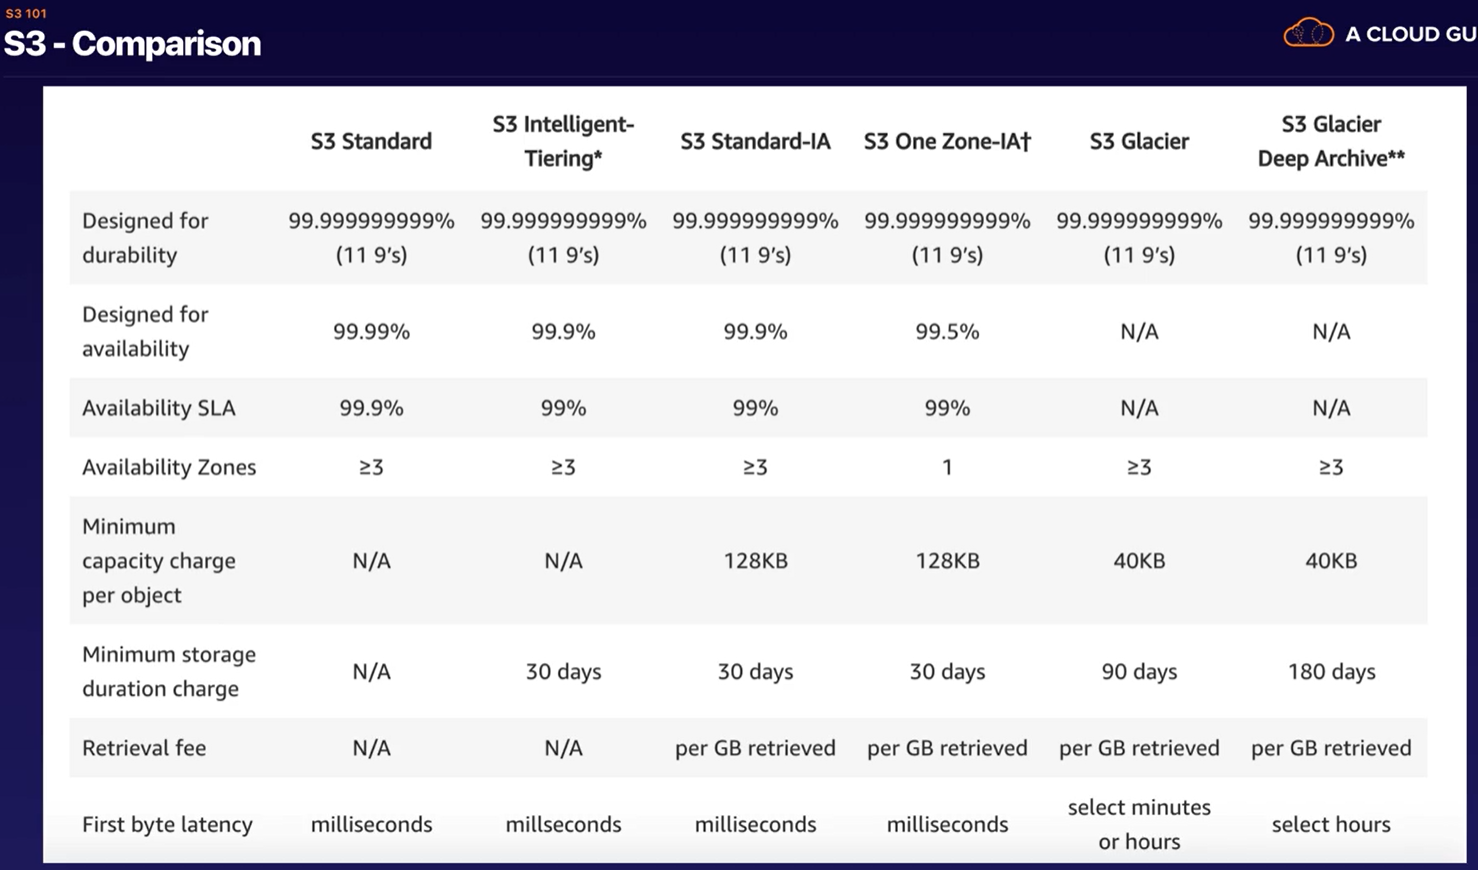 S3 101
S3 - Comparison
A CLOUD GU
S3 Standard S3 Intelligent-Tiering* S3 Standard-IA S3 One Zone-IA† S3 Glacier S3 Glacier Deep Archive**
Designed for durability 99.999999999% (11 9’s) 99.999999999% (11 9’s) 99.999999999% (11 9’s) 99.999999999% (11 9’s) 99.999999999% (11 9’s) 99.999999999% (11 9’s)
Designed for availability 99.99% 99.9% 99.9% 99.5% N/A N/A
Availability SLA 99.9% 99% 99% 99% N/A N/A
Availability Zones ≥3 ≥3 ≥3 1 ≥3 ≥3
Minimum capacity charge per object N/A N/A 128KB 128KB 40KB 40KB
Minimum storage duration charge N/A 30 days 30 days 30 days 90 days 180 days
Retrieval fee N/A N/A per GB retrieved per GB retrieved per GB retrieved per GB retrieved
First byte latency milliseconds millseconds milliseconds milliseconds select minutes or hours select hours